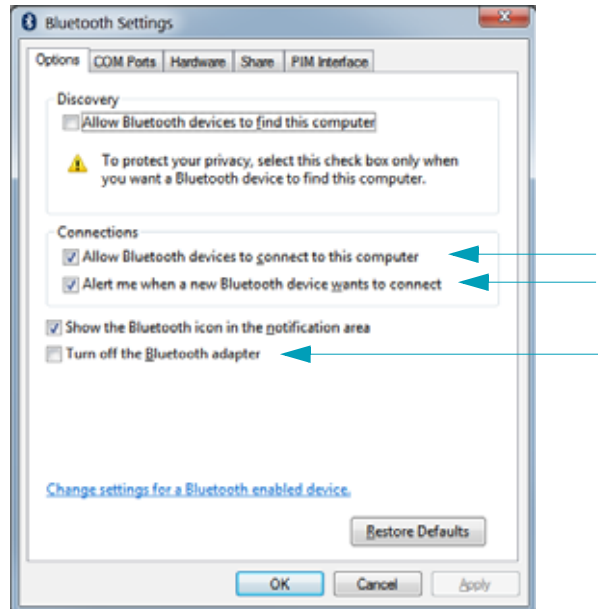 Bluetooth Settings
Options COM Ports Hardware Share PIM Interface
Discovery
Allow Bluetooth devices to find this computer
To protect your privacy, select this check box only when
you want a Bluetooth device to find this computer.
Connections
Allow Bluetooth devices to connect to this computer
Alert me when a new Bluetooth device wants to connect
Show the Bluetooth icon in the notification area
Turn off the Bluetooth adapter
Change settings for a Bluetooth enabled device.
Restore Defaults
OK Cancel Apply